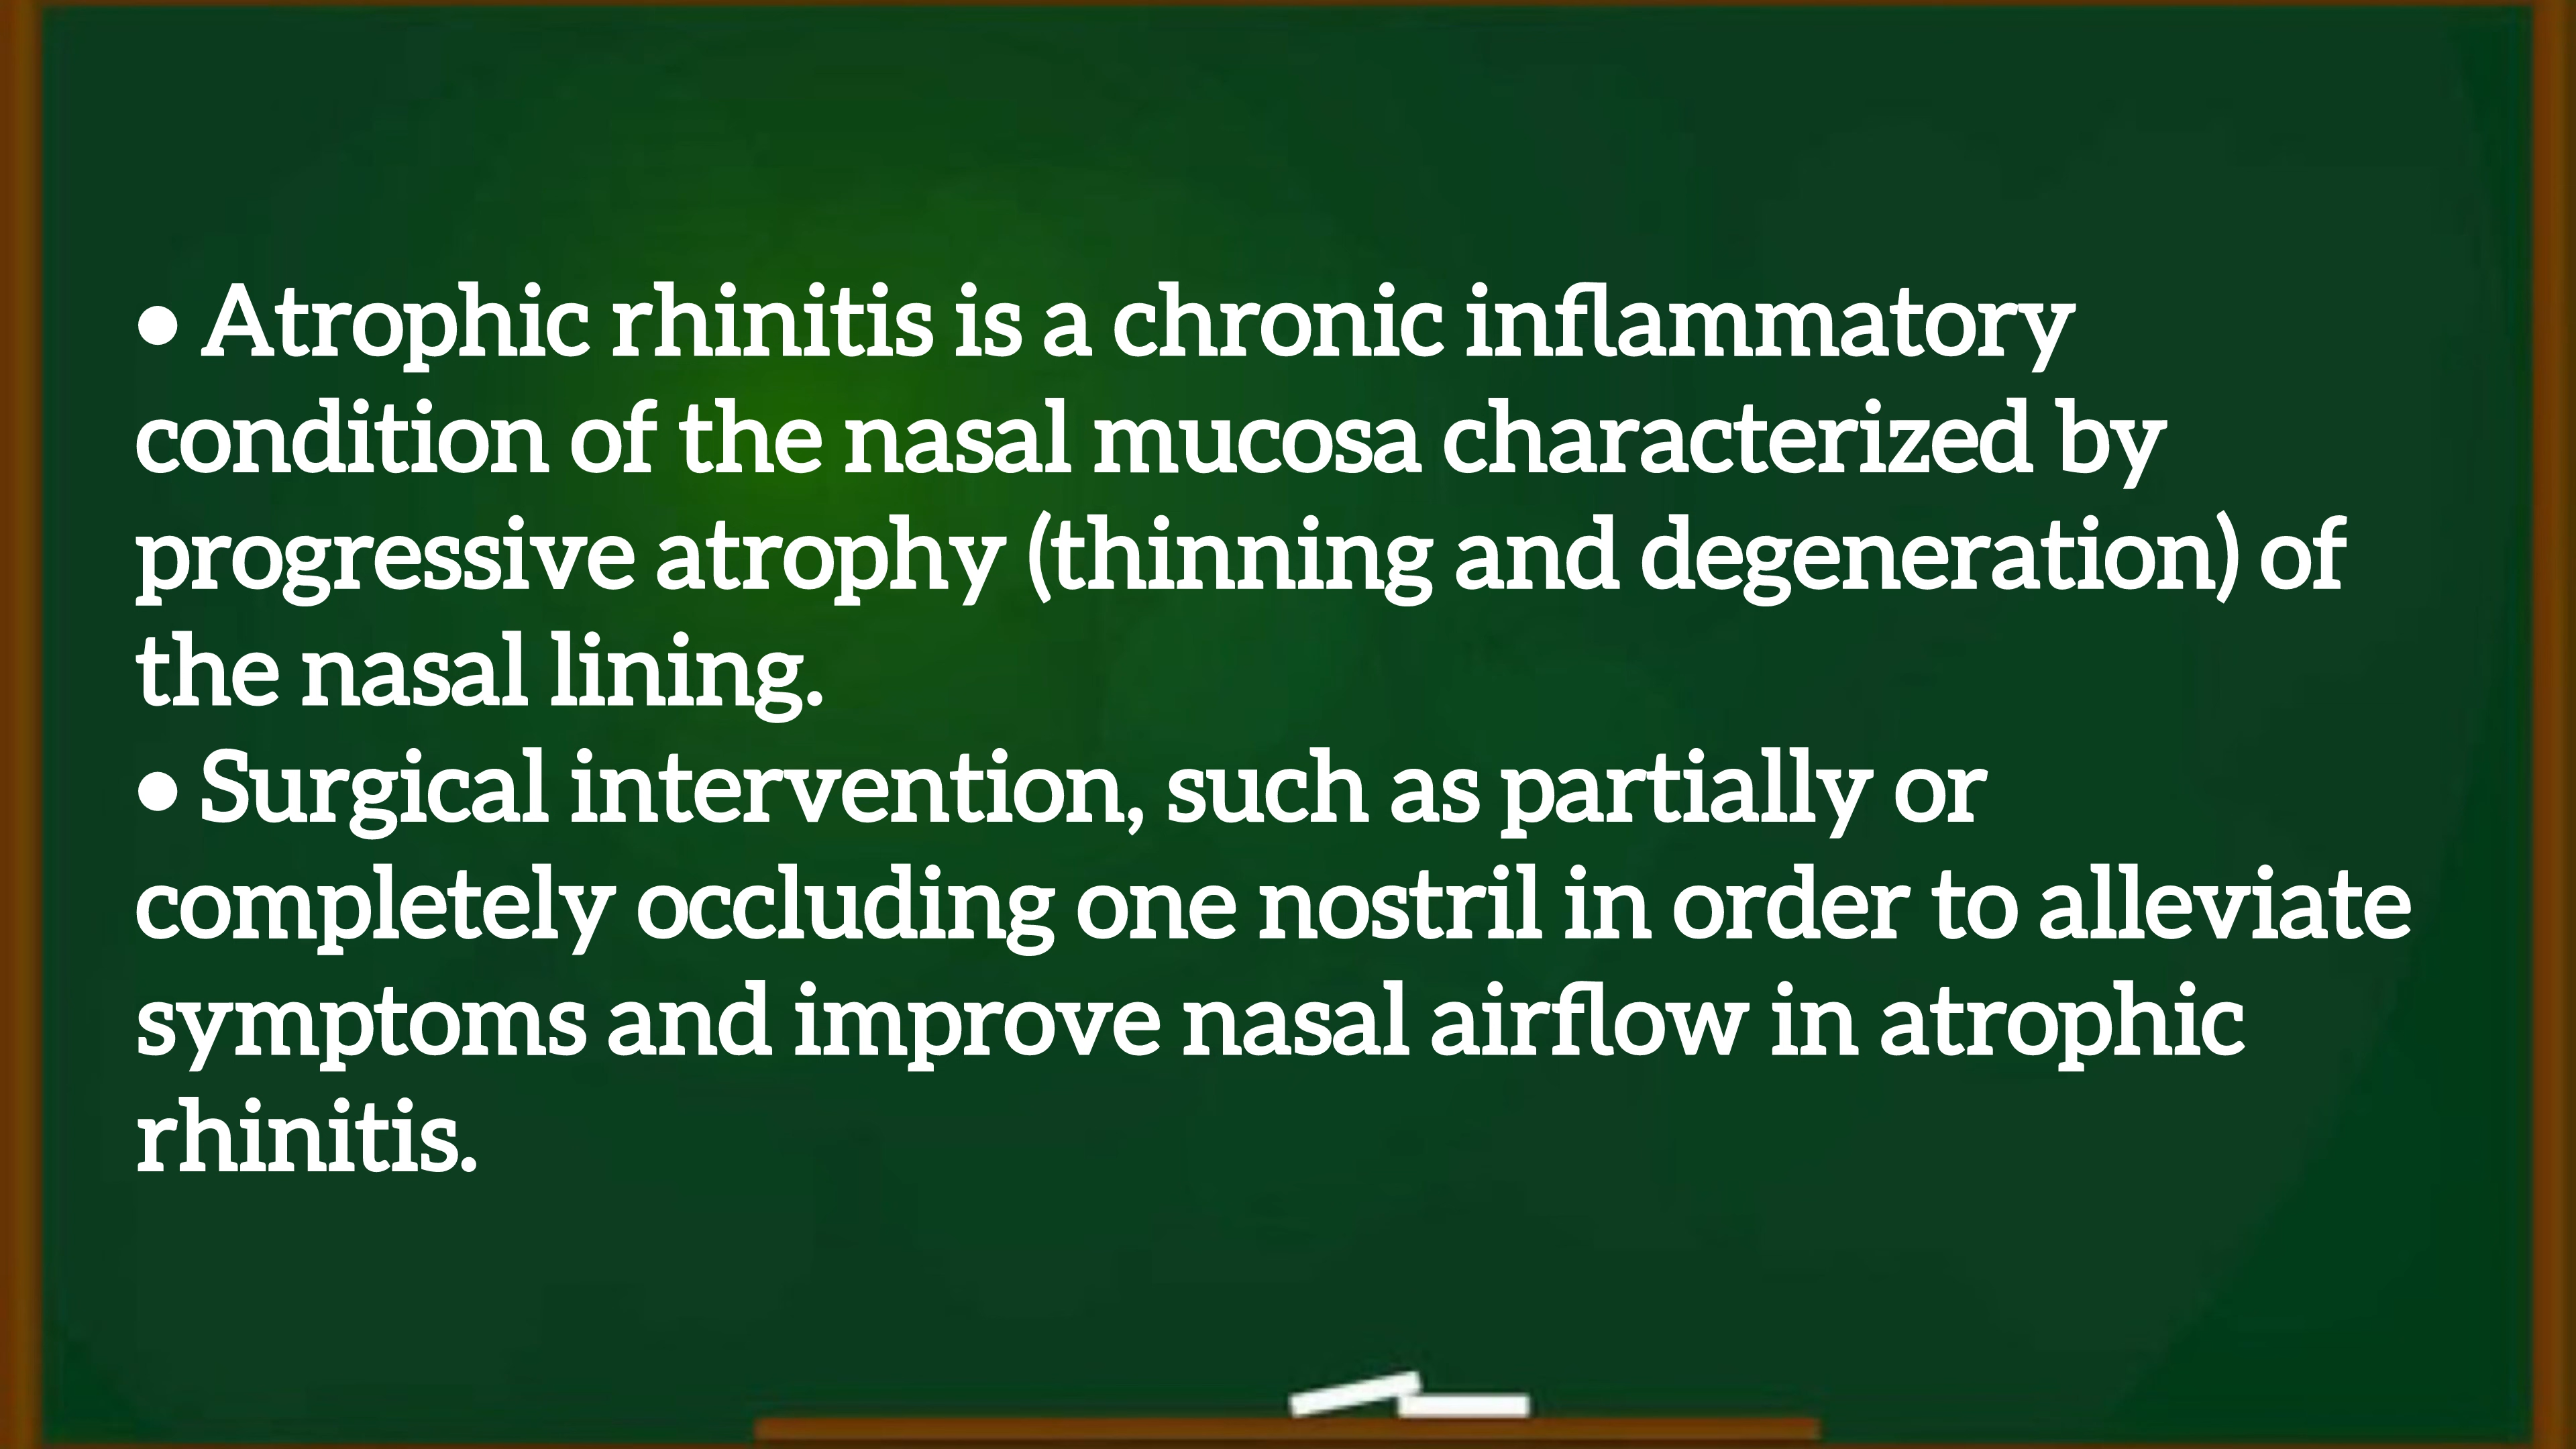 • Atrophic rhinitis is a chronic inflammatory
condition of the nasal mucosa characterized by
progressive atrophy (thinning and degeneration) of
the nasal lining.
• Surgical intervention, such as partially or
completely occluding one nostril in order to alleviate
symptoms and improve nasal airflow in atrophic
rhinitis.